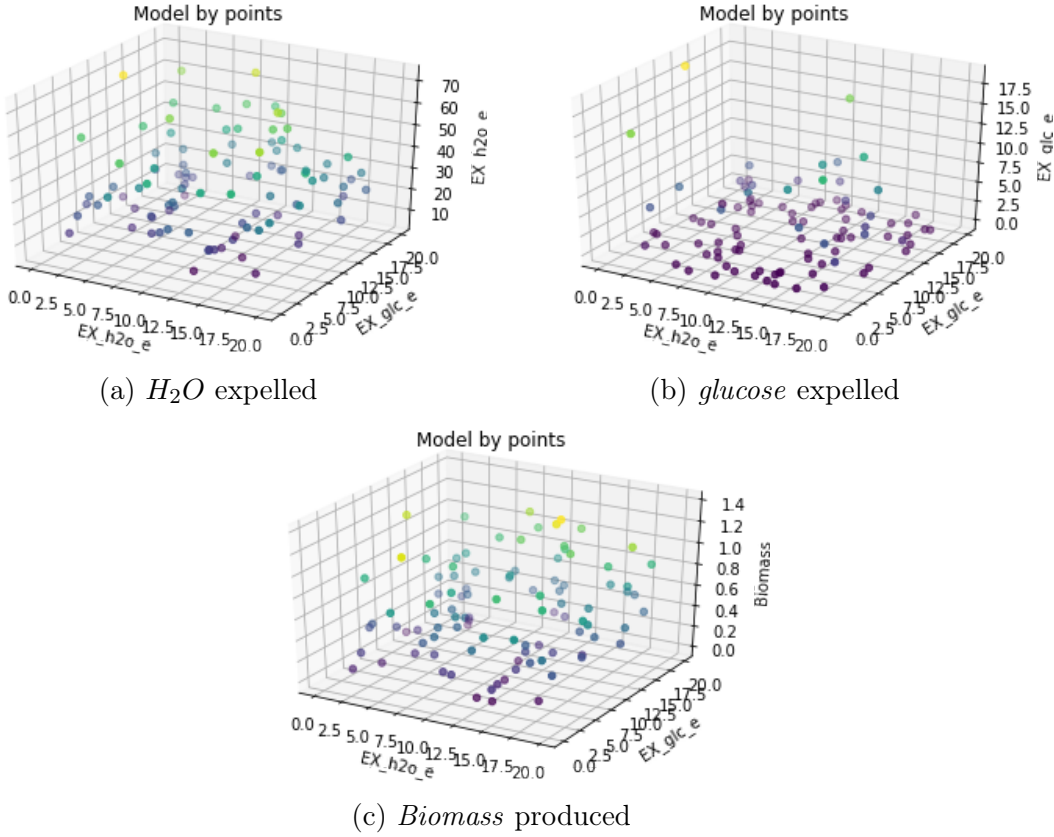 Model by points
70
60
50
40
30
20
10
EX_h2o_e
0.0 2.5 5.0 7.5 10.0 12.5 15.0 17.5 20.0
EX_h2o_e
0.0 2.5 5.0 7.5 10.0 12.5 15.0 17.5 20.0
EX_glc_e
(a) H2O expelled
Model by points
17.5
15.0
12.5
10.0
7.5
5.0
2.5
0.0
EX_glc_e
0.0 2.5 5.0 7.5 10.0 12.5 15.0 17.5 20.0
EX_h2o_e
0.0 2.5 5.0 7.5 10.0 12.5 15.0 17.5 20.0
EX_glc_e
(b) glucose expelled
Model by points
1.4
1.2
1.0
0.8
0.6
0.4
0.2
0.0
Biomass
0.0 2.5 5.0 7.5 10.0 12.5 15.0 17.5 20.0
EX_h2o_e
0.0 2.5 5.0 7.5 10.0 12.5 15.0 17.5 20.0
EX_glc_e
(c) Biomass produced